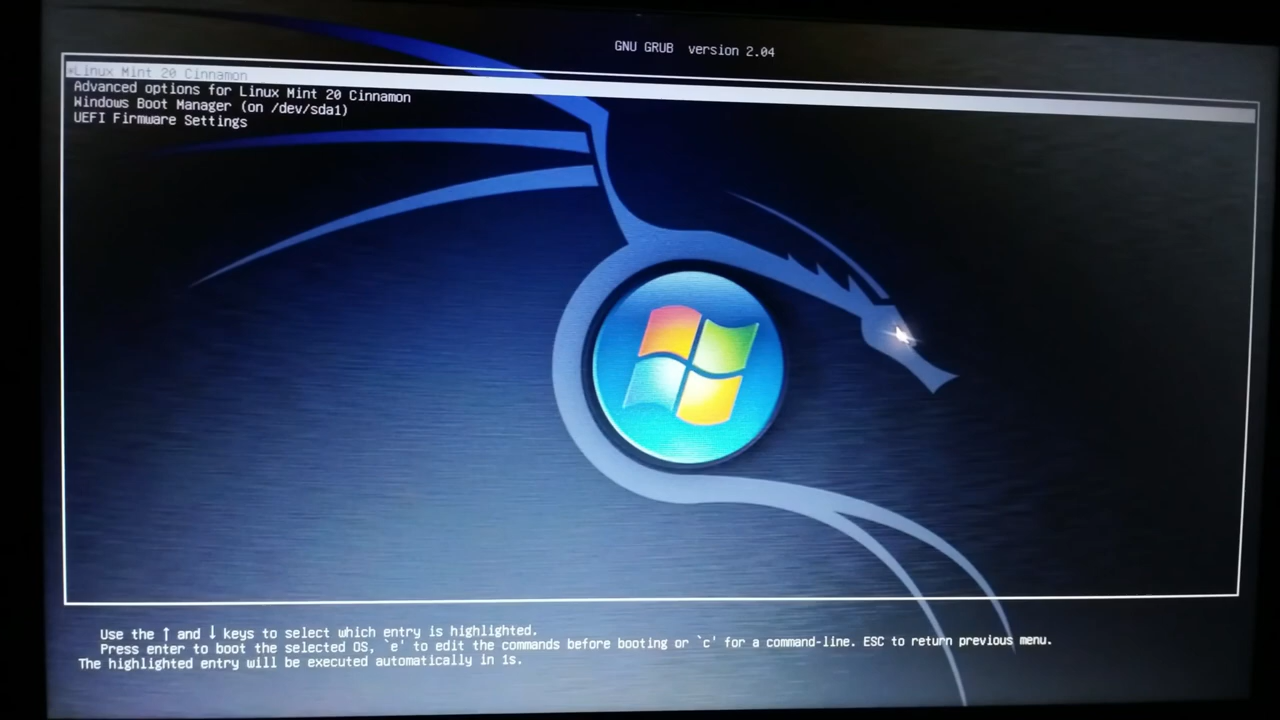 GNU GRUB version 2.04
*Linux Mint 20 Cinnamon
Advanced options for Linux Mint 20 Cinnamon
Windows Boot Manager (on /dev/sda1)
UEFI Firmware Settings
Use the ↑ and ↓ keys to select which entry is highlighted.
Press enter to boot the selected OS, `e' to edit the commands before booting or `c' for a command-line. ESC to return previous menu.
The highlighted entry will be executed automatically in 1s.